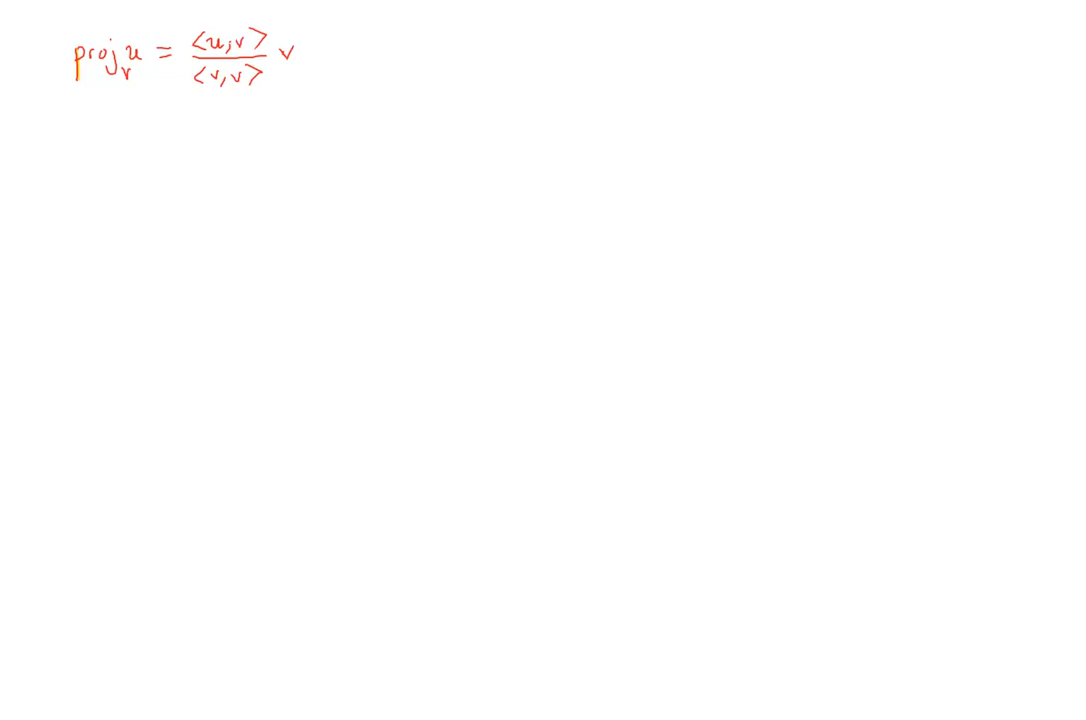 proj_v u = <u,v>/<v,v> v